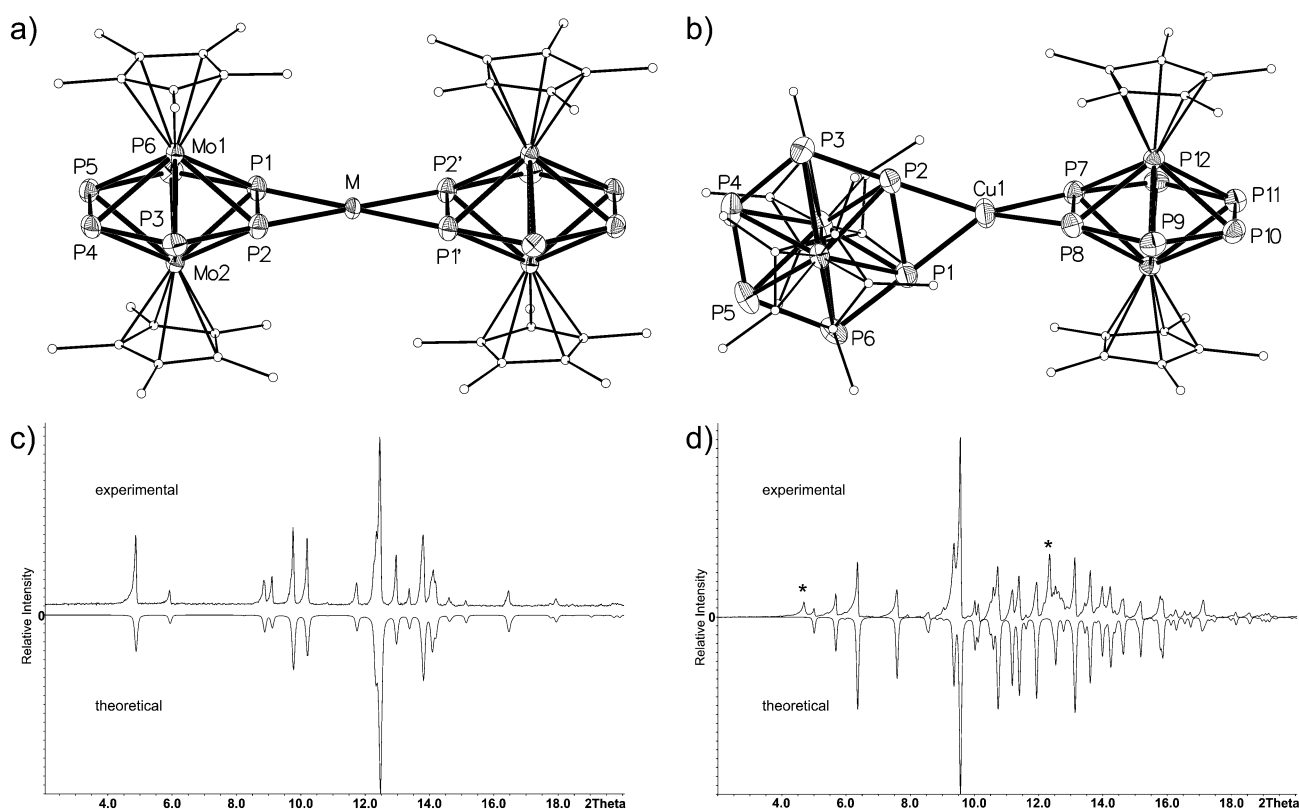 a)
P6 Mo1
P5 P1 P2'
M
P3
P4 P2 P1'
Mo2
b)
P3
P2 P12
P4 Cu1 P7
P11
P9
P8 P10
P1
P5
P6
c)
experimental
0
Relative Intensity
theoretical
4.0 6.0 8.0 10.0 12.0 14.0 16.0 18.0 2Theta
d)
experimental
*
*
0
Relative Intensity
theoretical
4.0 6.0 8.0 10.0 12.0 14.0 16.0 18.0 2Theta